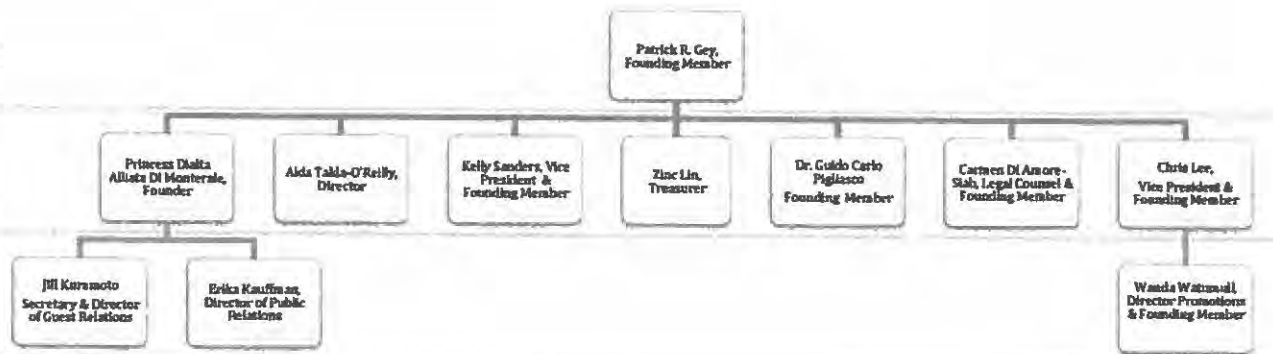 Patrick R. Gey,
Founding Member
Princess Dialta
Alliata Di Monterale,
Founder
Aida Takla-O'Reilly,
Director
Kelly Sanders, Vice
President &
Founding Member
Zinc Lin,
Treasurer
Dr. Guido Carlo
Pigliasco
Founding Member
Carmen Di Amore-
Siah, Legal Counsel &
Founding Member
Chris Lee,
Vice President &
Founding Member
Jill Kuramoto
Secretary & Director
of Guest Relations
Erika Kauffman,
Director of Public
Relations
Wanda Watumull,
Director Promotions
& Founding Member